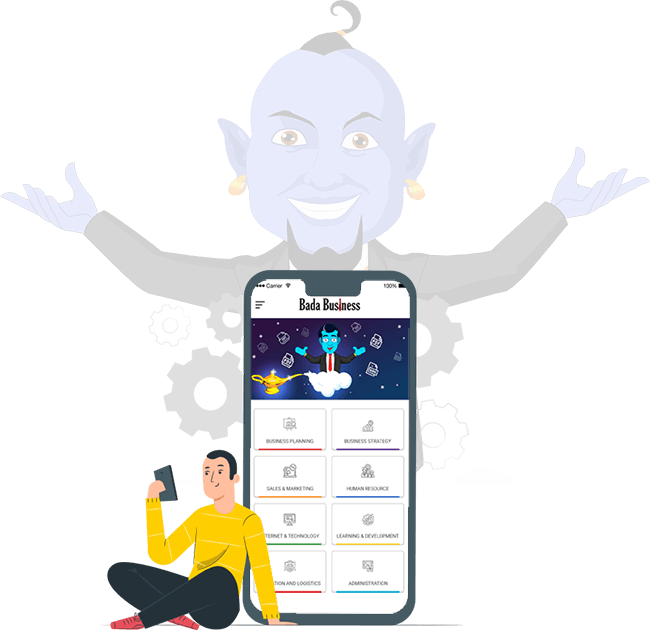 Carrier 100%
Bada Business
BUSINESS PLANNING BUSINESS STRATEGY
SALES & MARKETING HUMAN RESOURCE
TERNET & TECHNOLOGY LEARNING & DEVELOPMENT
TION AND LOGISTICS ADMINISTRATION